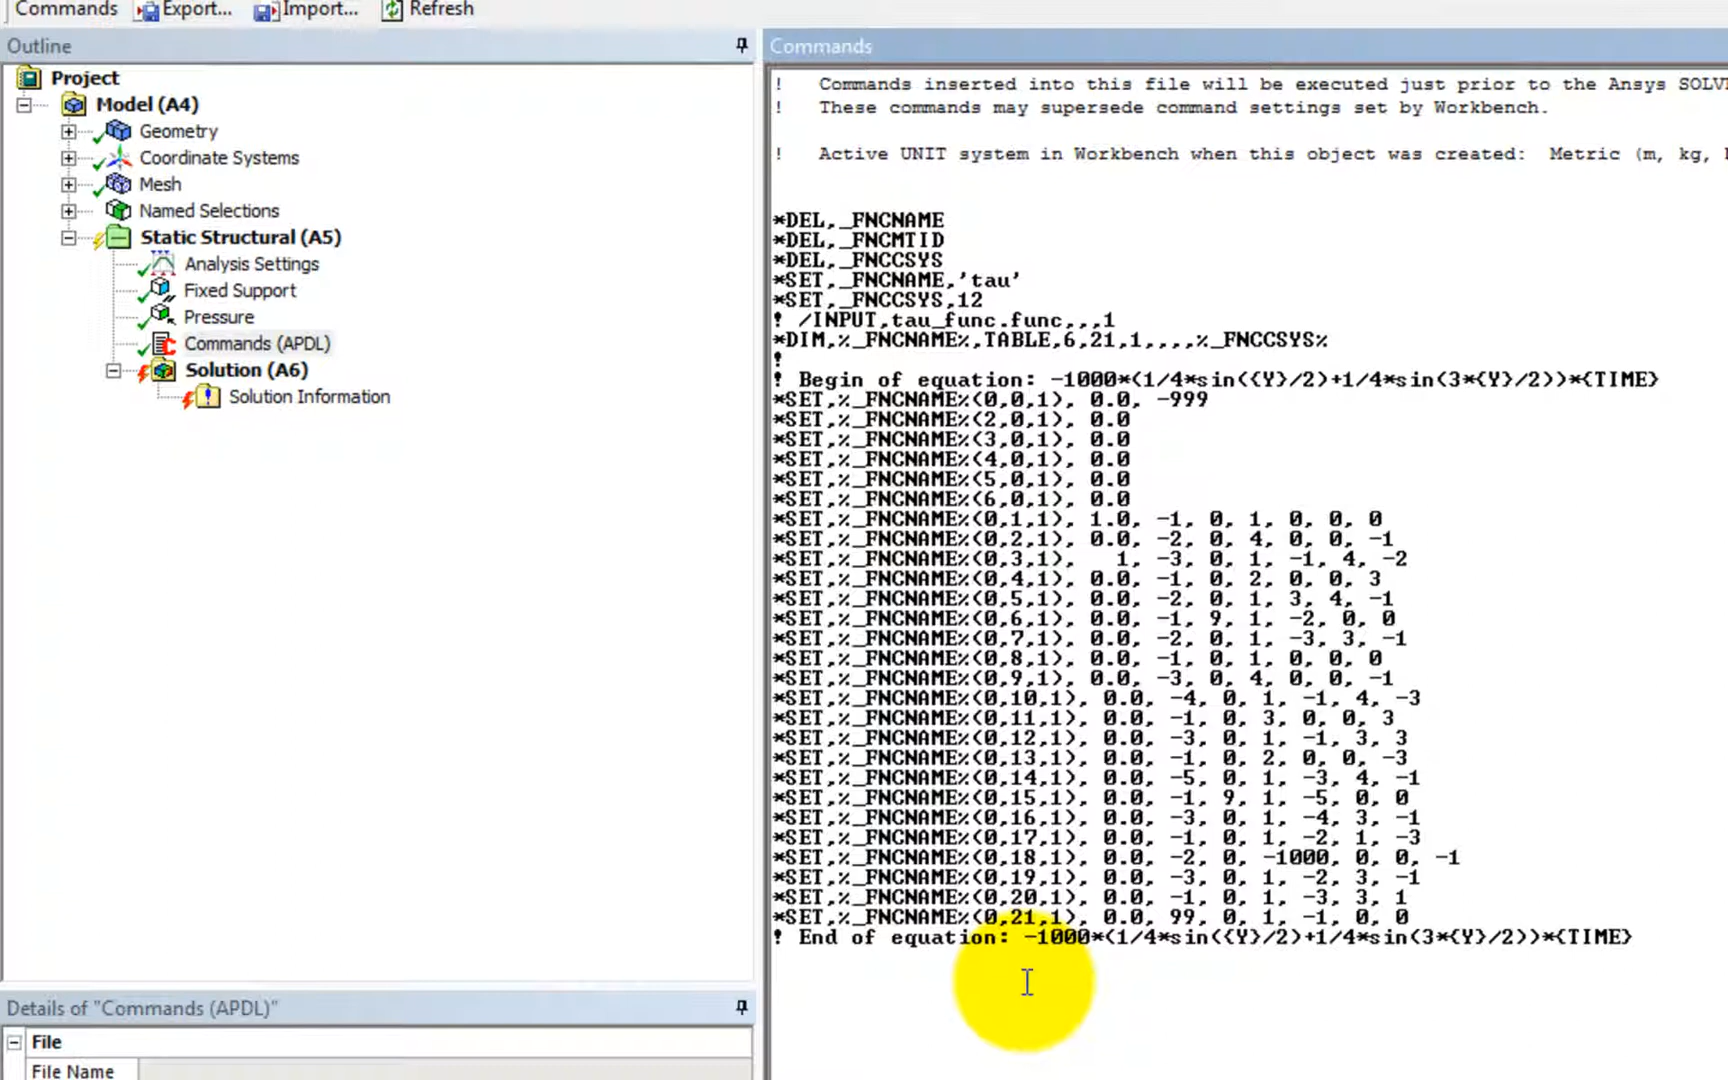 Commands Export... Import... Refresh
Outline
Project
Model (A4)
Geometry
Coordinate Systems
Mesh
Named Selections
Static Structural (A5)
Analysis Settings
Fixed Support
Pressure
Commands (APDL)
Solution (A6)
Solution Information
Details of "Commands (APDL)"
File
File Name
Commands
!   Commands inserted into this file will be executed just prior to the Ansys SOLV
!   These commands may supersede command settings set by Workbench.
!   Active UNIT system in Workbench when this object was created:  Metric (m, kg,
*DEL,_FNCNAME
*DEL,_FNCMTID
*DEL,_FNCCSYS
*SET,_FNCNAME,'tau'
*SET,_FNCCSYS,12
! /INPUT,tau_func.func,,,1
*DIM,%_FNCNAME%,TABLE,6,21,1,,,,%_FNCCSYS%
!
! Begin of equation: -1000*(1/4*sin({Y}/2)+1/4*sin(3*{Y}/2))*{TIME}
*SET,%_FNCNAME%(0,0,1), 0.0, -999
*SET,%_FNCNAME%(2,0,1), 0.0
*SET,%_FNCNAME%(3,0,1), 0.0
*SET,%_FNCNAME%(4,0,1), 0.0
*SET,%_FNCNAME%(5,0,1), 0.0
*SET,%_FNCNAME%(6,0,1), 0.0
*SET,%_FNCNAME%(0,1,1), 1.0, -1, 0, 1, 0, 0, 0
*SET,%_FNCNAME%(0,2,1), 0.0, -2, 0, 4, 0, 0, -1
*SET,%_FNCNAME%(0,3,1),   1, -3, 0, 1, -1, 4, -2
*SET,%_FNCNAME%(0,4,1), 0.0, -1, 0, 2, 0, 0, 3
*SET,%_FNCNAME%(0,5,1), 0.0, -2, 0, 1, 3, 4, -1
*SET,%_FNCNAME%(0,6,1), 0.0, -1, 9, 1, -2, 0, 0
*SET,%_FNCNAME%(0,7,1), 0.0, -2, 0, 1, -3, 3, -1
*SET,%_FNCNAME%(0,8,1), 0.0, -1, 0, 1, 0, 0, 0
*SET,%_FNCNAME%(0,9,1), 0.0, -3, 0, 4, 0, 0, -1
*SET,%_FNCNAME%(0,10,1), 0.0, -4, 0, 1, -1, 4, -3
*SET,%_FNCNAME%(0,11,1), 0.0, -1, 0, 3, 0, 0, 3
*SET,%_FNCNAME%(0,12,1), 0.0, -3, 0, 1, -1, 3, 3
*SET,%_FNCNAME%(0,13,1), 0.0, -1, 0, 2, 0, 0, -3
*SET,%_FNCNAME%(0,14,1), 0.0, -5, 0, 1, -3, 4, -1
*SET,%_FNCNAME%(0,15,1), 0.0, -1, 9, 1, -5, 0, 0
*SET,%_FNCNAME%(0,16,1), 0.0, -3, 0, 1, -4, 3, -1
*SET,%_FNCNAME%(0,17,1), 0.0, -1, 0, 1, -2, 1, -3
*SET,%_FNCNAME%(0,18,1), 0.0, -2, 0, -1000, 0, 0, -1
*SET,%_FNCNAME%(0,19,1), 0.0, -3, 0, 1, -2, 3, -1
*SET,%_FNCNAME%(0,20,1), 0.0, -1, 0, 1, -3, 3, 1
*SET,%_FNCNAME%(0,21,1), 0.0, 99, 0, 1, -1, 0, 0
! End of equation: -1000*(1/4*sin({Y}/2)+1/4*sin(3*{Y}/2))*{TIME}